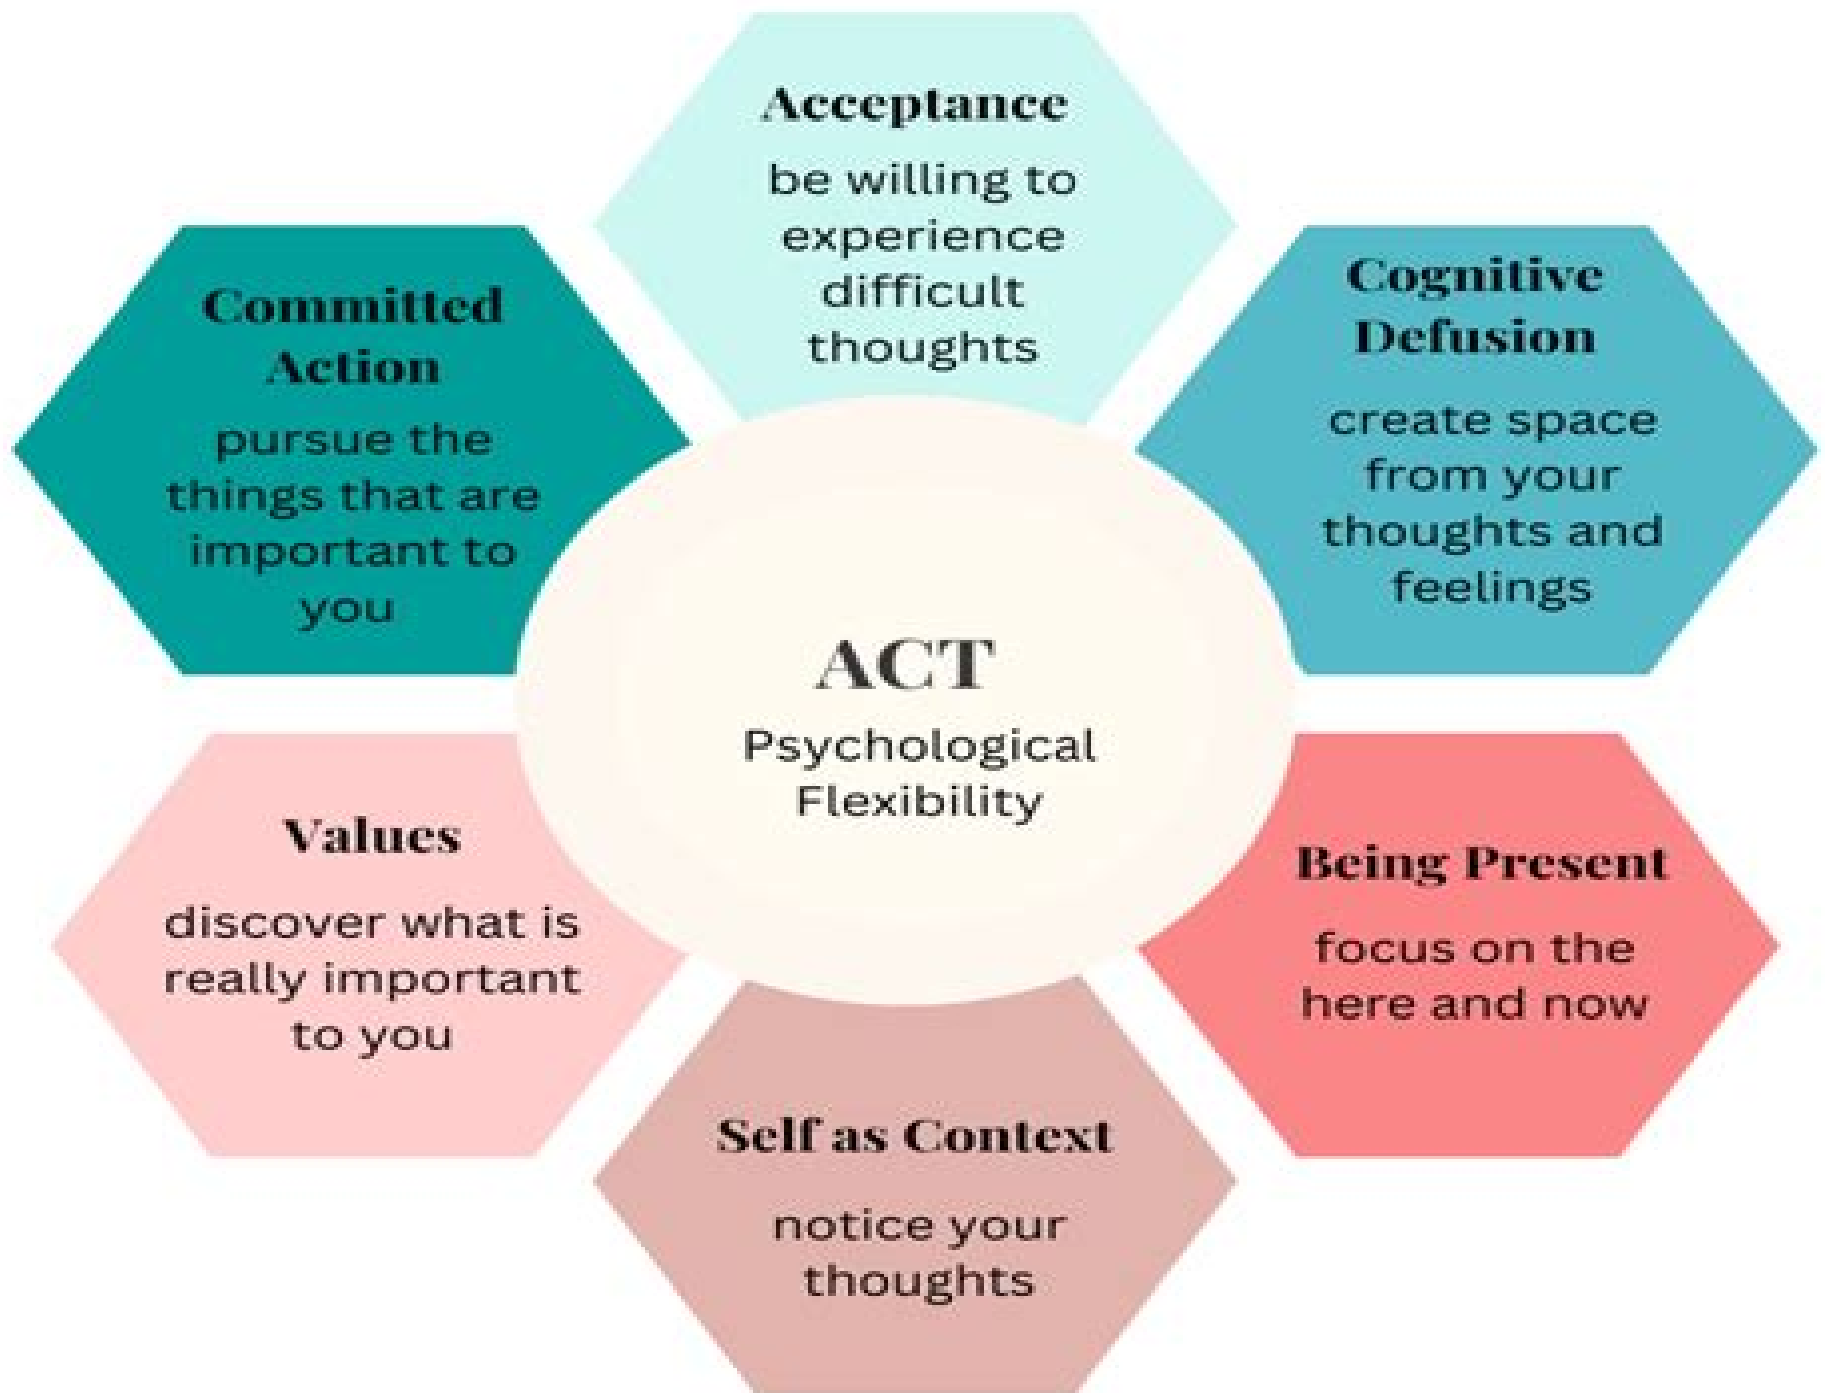 Acceptance
be willing to
experience
difficult
thoughts
Cognitive
Defusion
create space
from your
thoughts and
feelings
Being Present
focus on the
here and now
Self as Context
notice your
thoughts
Values
discover what is
really important
to you
Committed
Action
pursue the
things that are
important to
you
ACT
Psychological
Flexibility